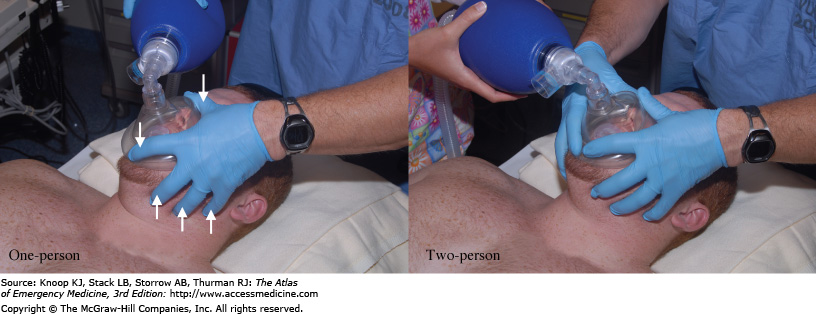 One-person
Two-person
Source: Knoop KJ, Stack LB, Storrow AB, Thurman RJ: The Atlas
of Emergency Medicine, 3rd Edition: http://www.accessmedicine.com
Copyright © The McGraw-Hill Companies, Inc. All rights reserved.